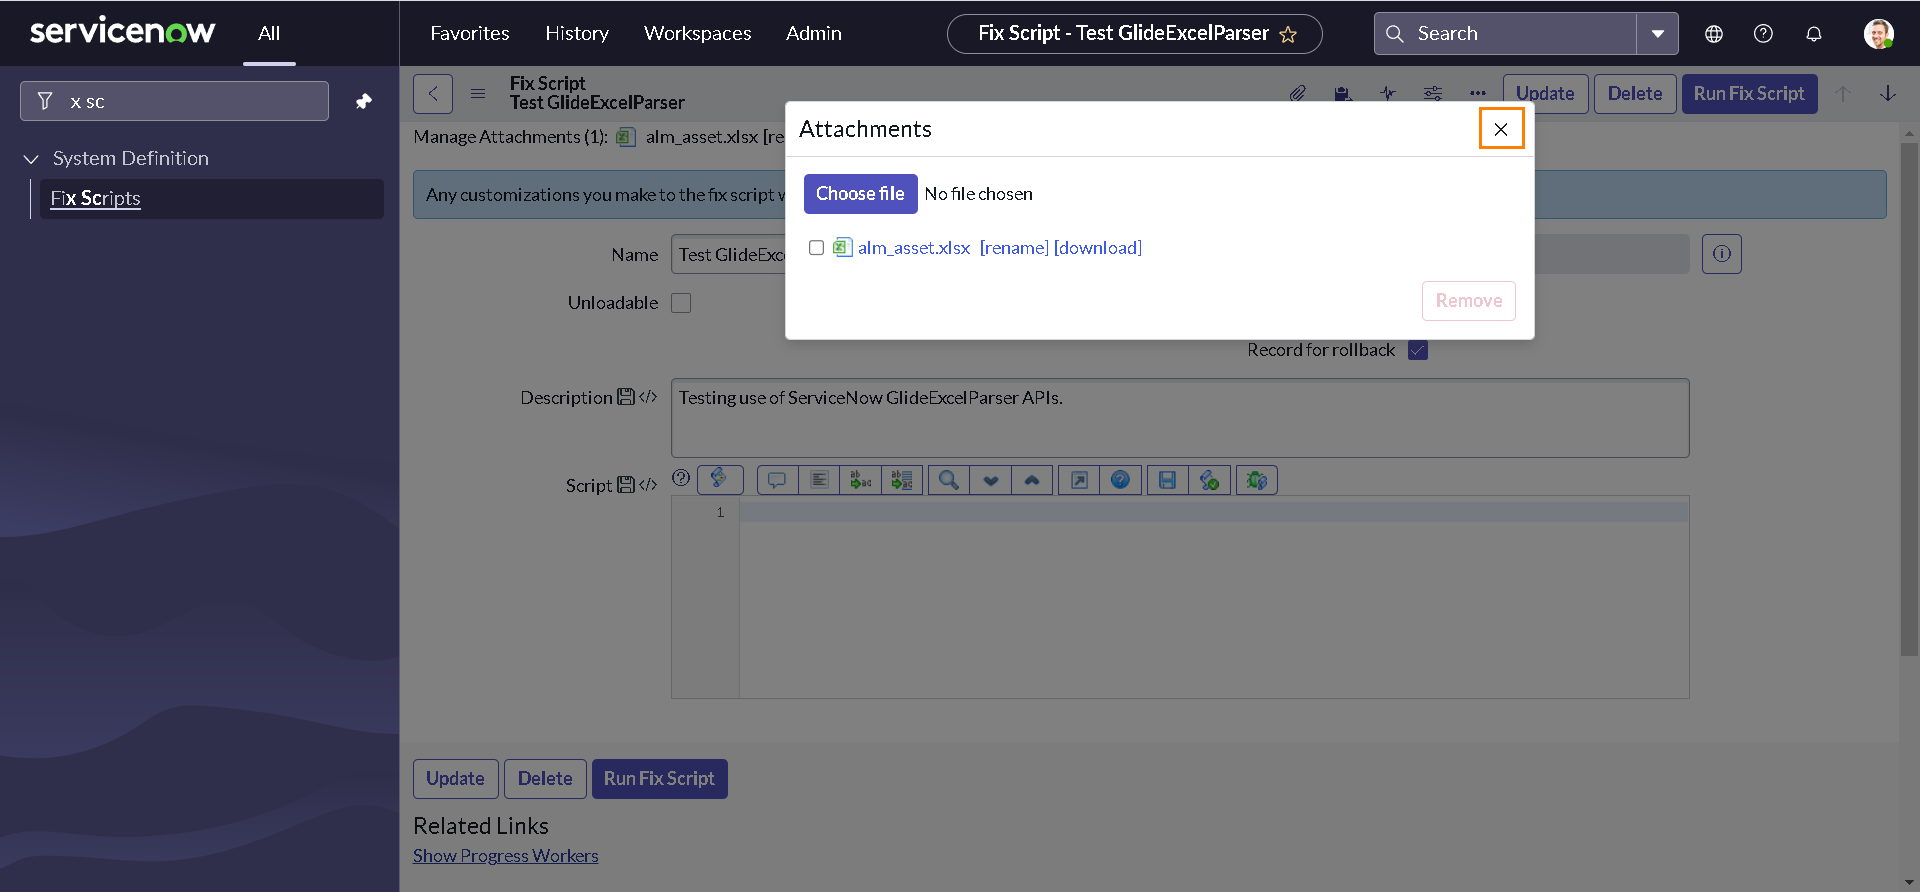 servicenow
All
Favorites
History
Workspaces
Admin
Fix Script - Test GlideExcelParser
Search
x sc
System Definition
Fix Scripts
Fix Script
Test GlideExcelParser
Update
Delete
Run Fix Script
Manage Attachments (1): alm_asset.xlsx [re
Attachments
Choose file No file chosen
alm_asset.xlsx [rename] [download]
Remove
Any customizations you make to the fix script w
Name
Test GlideExc
Unloadable
Record for rollback
Description </>
Testing use of ServiceNow GlideExcelParser APIs.
Script </>
1
Update
Delete
Run Fix Script
Related Links
Show Progress Workers